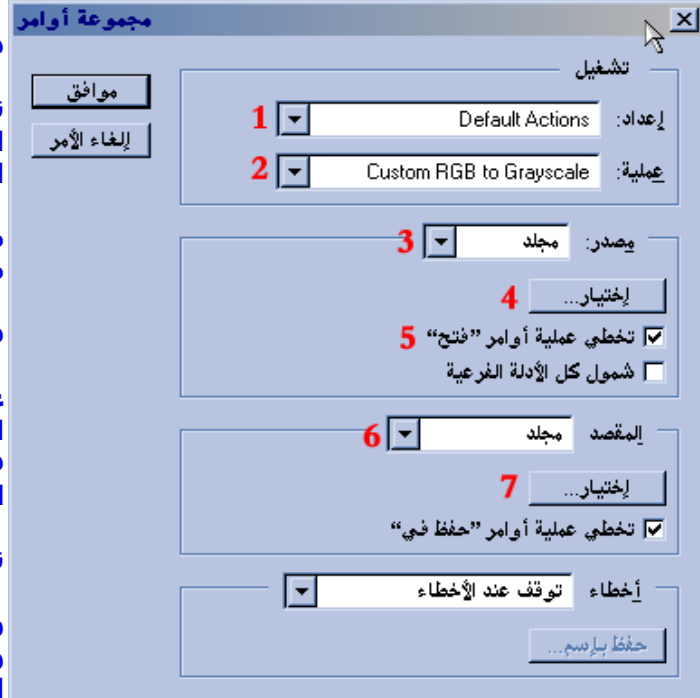 مجموعة أوامر
تشغيل
موافق
إعداد: Default Actions 1
إلغاء الأمر
عملية: Custom RGB to Grayscale 2
مصدر: مجلد 3
إختيار... 4
تخطي عملية أوامر ”فتح“ 5
شمول كل الأدلة الفرعية
المقصد مجلد 6
إختيار... 7
تخطي عملية أوامر ”حفظ في“
أخطاء توقف عند الأخطاء
حفظ بإسم...